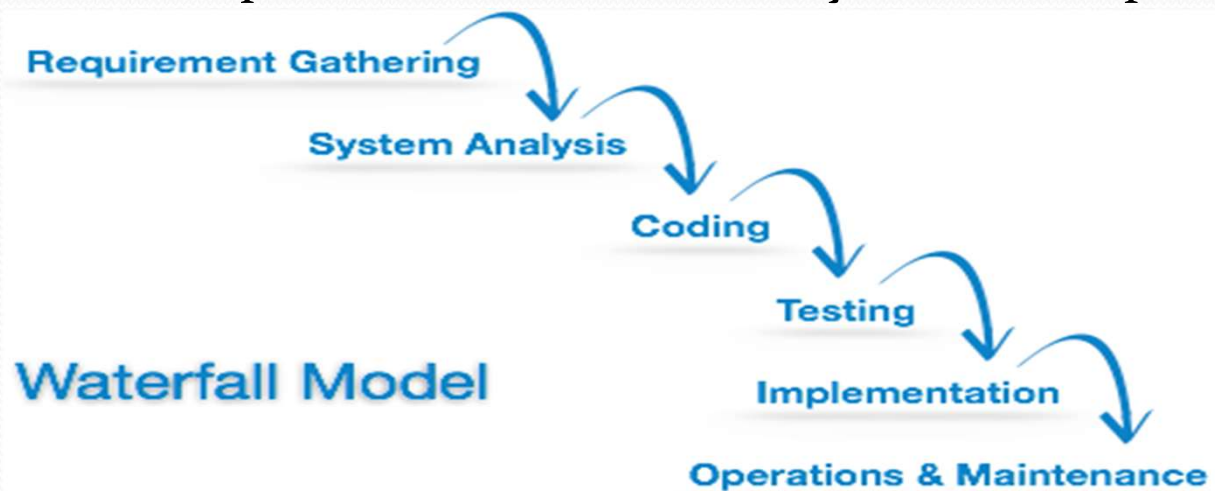 Requirement Gathering
System Analysis
Coding
Testing
Waterfall Model
Implementation
Operations & Maintenance